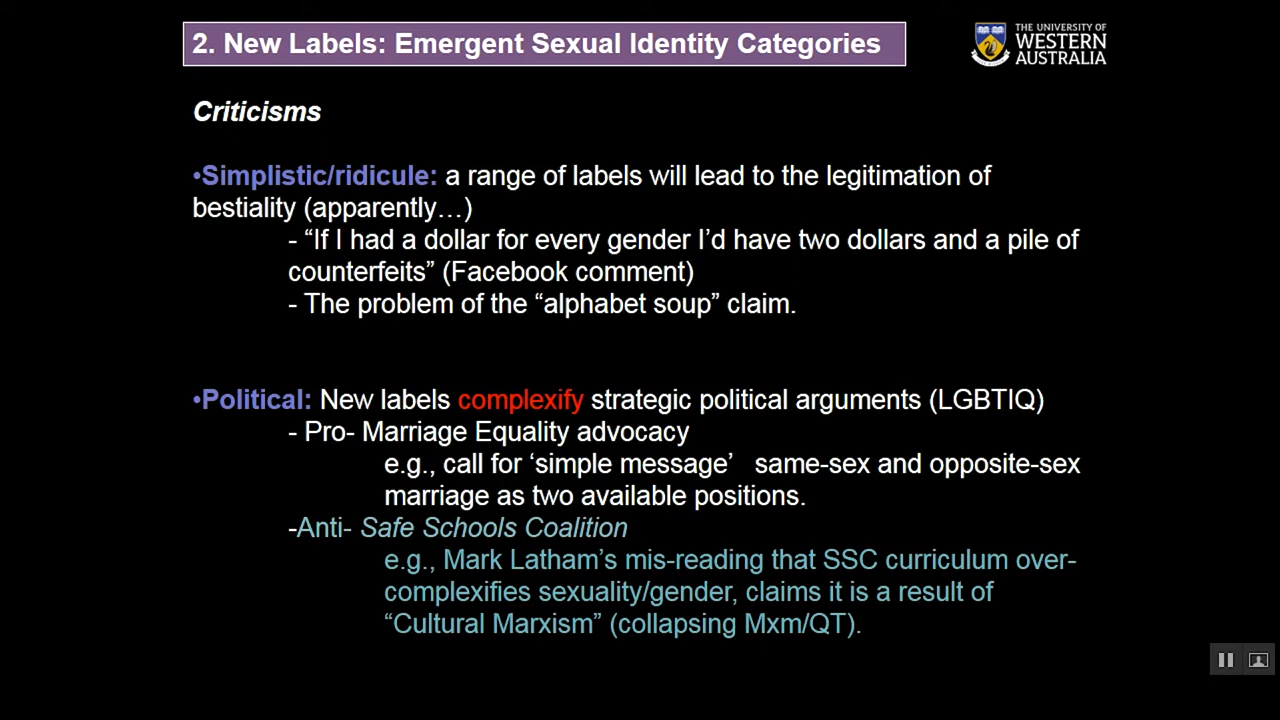 2. New Labels: Emergent Sexual Identity Categories
THE UNIVERSITY OF
WESTERN
AUSTRALIA
Criticisms
•Simplistic/ridicule: a range of labels will lead to the legitimation of
bestiality (apparently…)
- “If I had a dollar for every gender I’d have two dollars and a pile of
counterfeits” (Facebook comment)
- The problem of the “alphabet soup” claim.
•Political: New labels complexify strategic political arguments (LGBTIQ)
- Pro- Marriage Equality advocacy
e.g., call for ‘simple message’ same-sex and opposite-sex
marriage as two available positions.
-Anti- Safe Schools Coalition
e.g., Mark Latham’s mis-reading that SSC curriculum over-
complexifies sexuality/gender, claims it is a result of
“Cultural Marxism” (collapsing Mxm/QT).